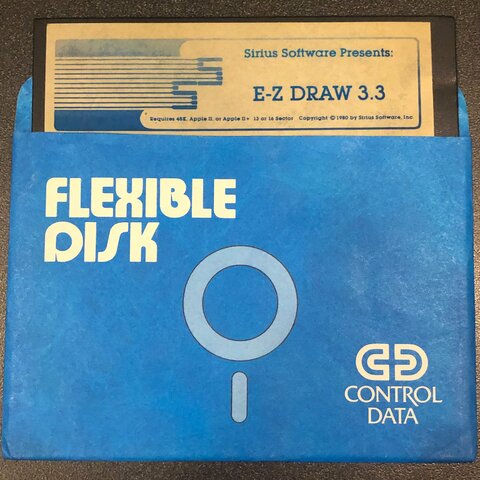 Sirius Software Presents:
E-Z DRAW 3.3
Requires 48K, Apple II, or Apple II+ 13 or 16 Sector Copyright © 1980 by Sirius Software, Inc.
FLEXIBLE
DISK
CONTROL
DATA